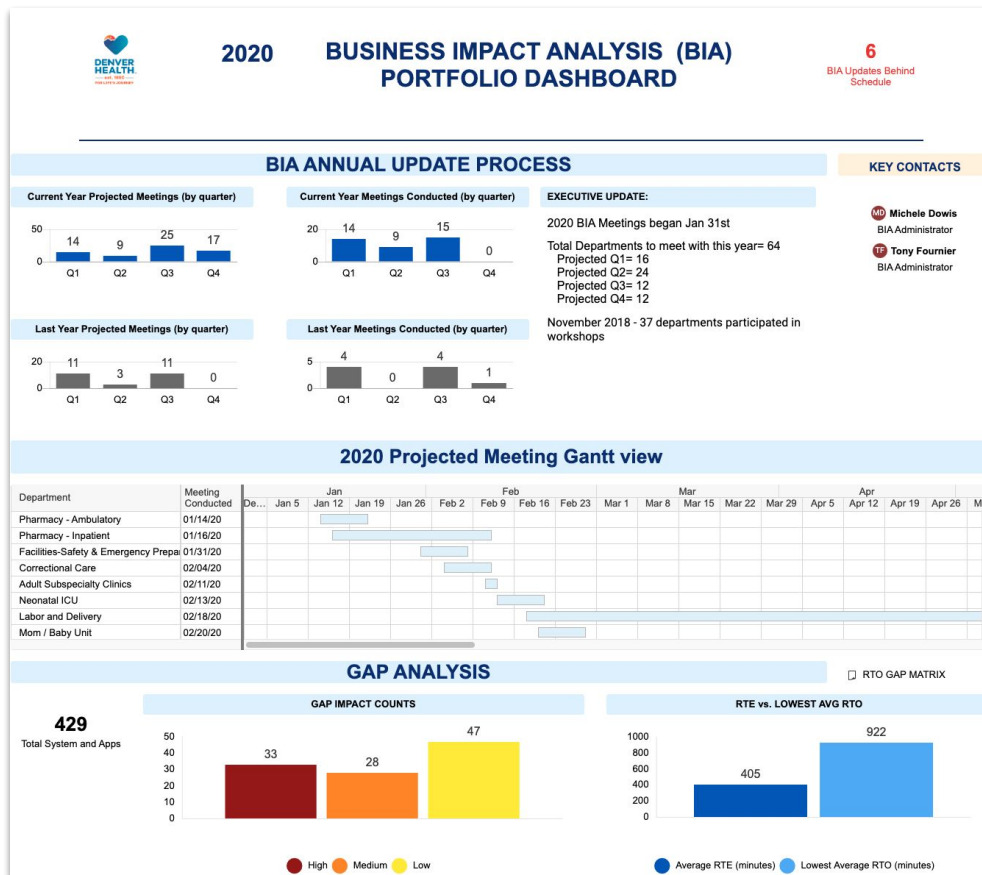 DENVER
HEALTH
est. 1860
FOR LIFE'S JOURNEY
2020
BUSINESS IMPACT ANALYSIS (BIA)
PORTFOLIO DASHBOARD
6
BIA Updates Behind
Schedule
BIA ANNUAL UPDATE PROCESS
KEY CONTACTS
Current Year Projected Meetings (by quarter)
50
0
14
9
25
17
Q1 Q2 Q3 Q4
Current Year Meetings Conducted (by quarter)
20
0
14
9
15
0
Q1 Q2 Q3 Q4
EXECUTIVE UPDATE:
2020 BIA Meetings began Jan 31st
Total Departments to meet with this year= 64
Projected Q1= 16
Projected Q2= 24
Projected Q3= 12
Projected Q4= 12
November 2018 - 37 departments participated in
workshops
MD Michele Dowis
BIA Administrator
TF Tony Fournier
BIA Administrator
Last Year Projected Meetings (by quarter)
20
0
11
3
11
0
Q1 Q2 Q3 Q4
Last Year Meetings Conducted (by quarter)
5
0
4
0
4
1
Q1 Q2 Q3 Q4
2020 Projected Meeting Gantt view
Department
Meeting
Conducted
Jan Feb Mar Apr
De... Jan 5 Jan 12 Jan 19 Jan 26 Feb 2 Feb 9 Feb 16 Feb 23 Mar 1 Mar 8 Mar 15 Mar 22 Mar 29 Apr 5 Apr 12 Apr 19 Apr 26 M
Pharmacy - Ambulatory 01/14/20
Pharmacy - Inpatient 01/16/20
Facilities-Safety & Emergency Prepa 01/31/20
Correctional Care 02/04/20
Adult Subspecialty Clinics 02/11/20
Neonatal ICU 02/13/20
Labor and Delivery 02/18/20
Mom / Baby Unit 02/20/20
GAP ANALYSIS
RTO GAP MATRIX
429
Total System and Apps
GAP IMPACT COUNTS
50
40
30
20
10
0
33
28
47
High Medium Low
RTE vs. LOWEST AVG RTO
1000
800
600
400
200
0
405
922
Average RTE (minutes) Lowest Average RTO (minutes)